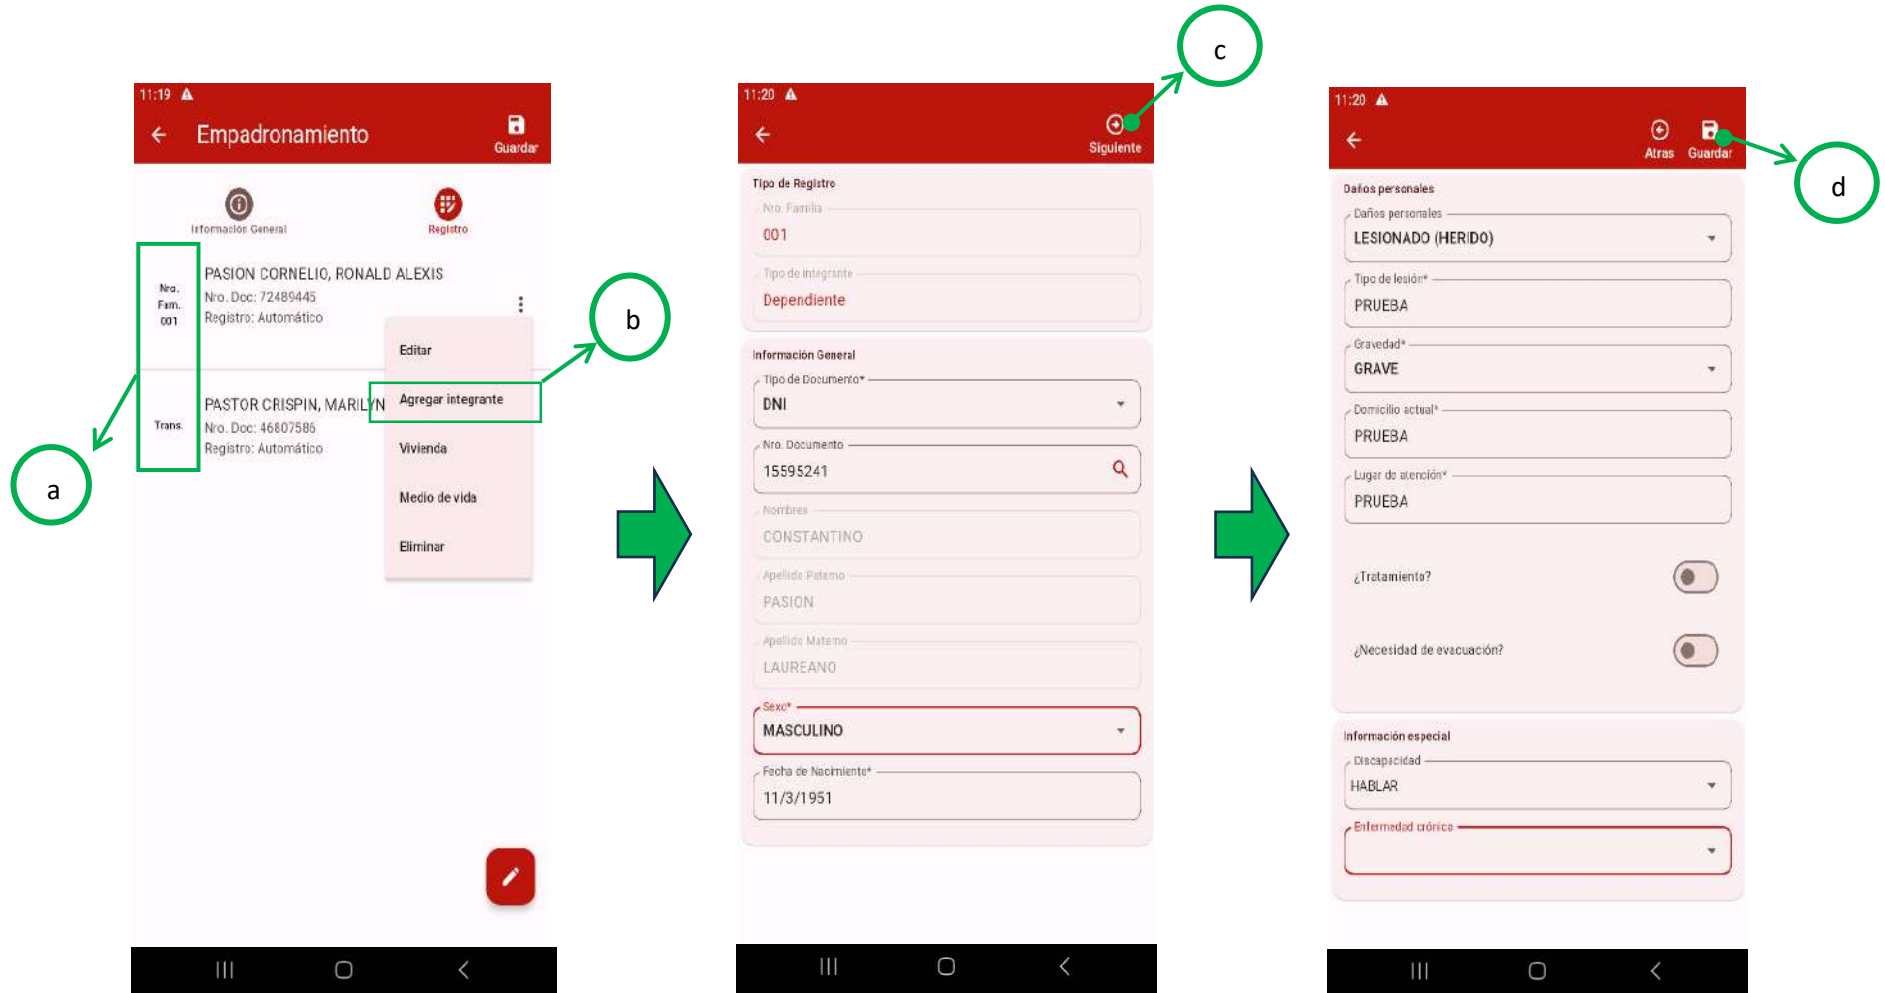 c
11:19
Empadronamiento
Guardar
Información General
Registro
Nro.
Fam.
001
PASION CORNELIO, RONALD ALEXIS
Nro. Doc: 72489445
Registro: Automático
Editar
Agregar integrante
Vivienda
Medio de vida
Eliminar
Trans.
PASTOR CRISPIN, MARILYN
Nro. Doc: 46807586
Registro: Automático
a
b
11:20
Siguiente
Tipo de Registro
Nro. Familia
001
Tipo de integrante
Dependiente
Información General
Tipo de Documento*
DNI
Nro. Documento
15595241
Nombres
CONSTANTINO
Apellido Paterno
PASION
Apellido Materno
LAUREANO
Sexo*
MASCULINO
Fecha de Nacimiento*
11/3/1951
11:20
Atras
Guardar
d
Daños personales
Daños personales
LESIONADO (HERIDO)
Tipo de lesión*
PRUEBA
Gravedad*
GRAVE
Domicilio actual*
PRUEBA
Lugar de atención*
PRUEBA
¿Tratamiento?
¿Necesidad de evacuación?
Información especial
Discapacidad
HABLAR
Enfermedad crónica